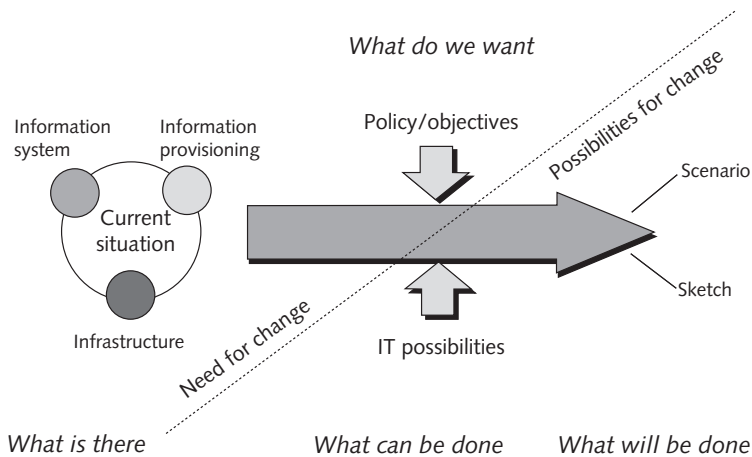 What do we want
Information
system
Information
provisioning
Policy/objectives
Possibilities for change
Scenario
Current
situation
Sketch
Infrastructure
Need for change
IT possibilities
What is there
What can be done
What will be done